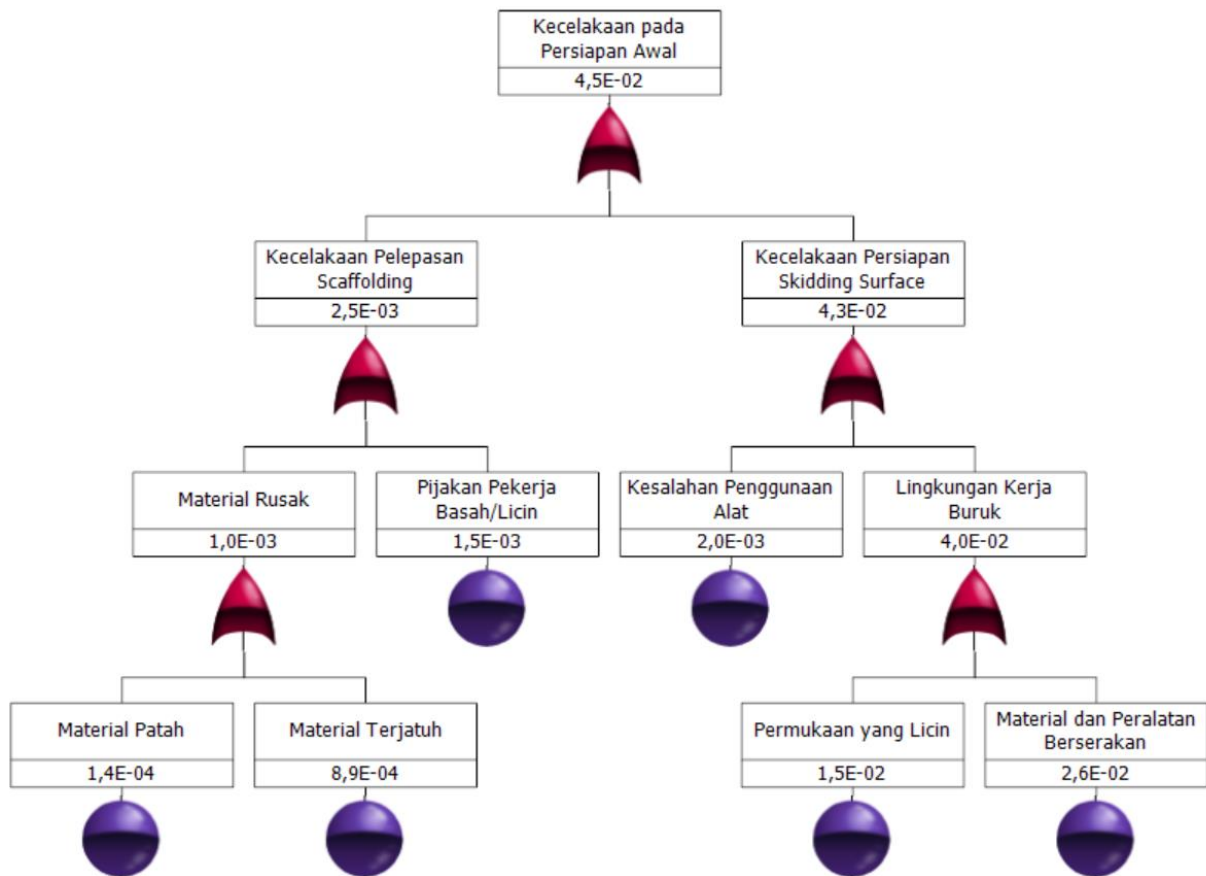 Kecelakaan pada
Persiapan Awal
4,5E-02
Kecelakaan Pelepasan
Scaffolding
2,5E-03
Kecelakaan Persiapan
Skidding Surface
4,3E-02
Material Rusak
1,0E-03
Pijakan Pekerja
Basah/Licin
1,5E-03
Kesalahan Penggunaan
Alat
2,0E-03
Lingkungan Kerja
Buruk
4,0E-02
Material Patah
1,4E-04
Material Terjatuh
8,9E-04
Permukaan yang Licin
1,5E-02
Material dan Peralatan
Berserakan
2,6E-02